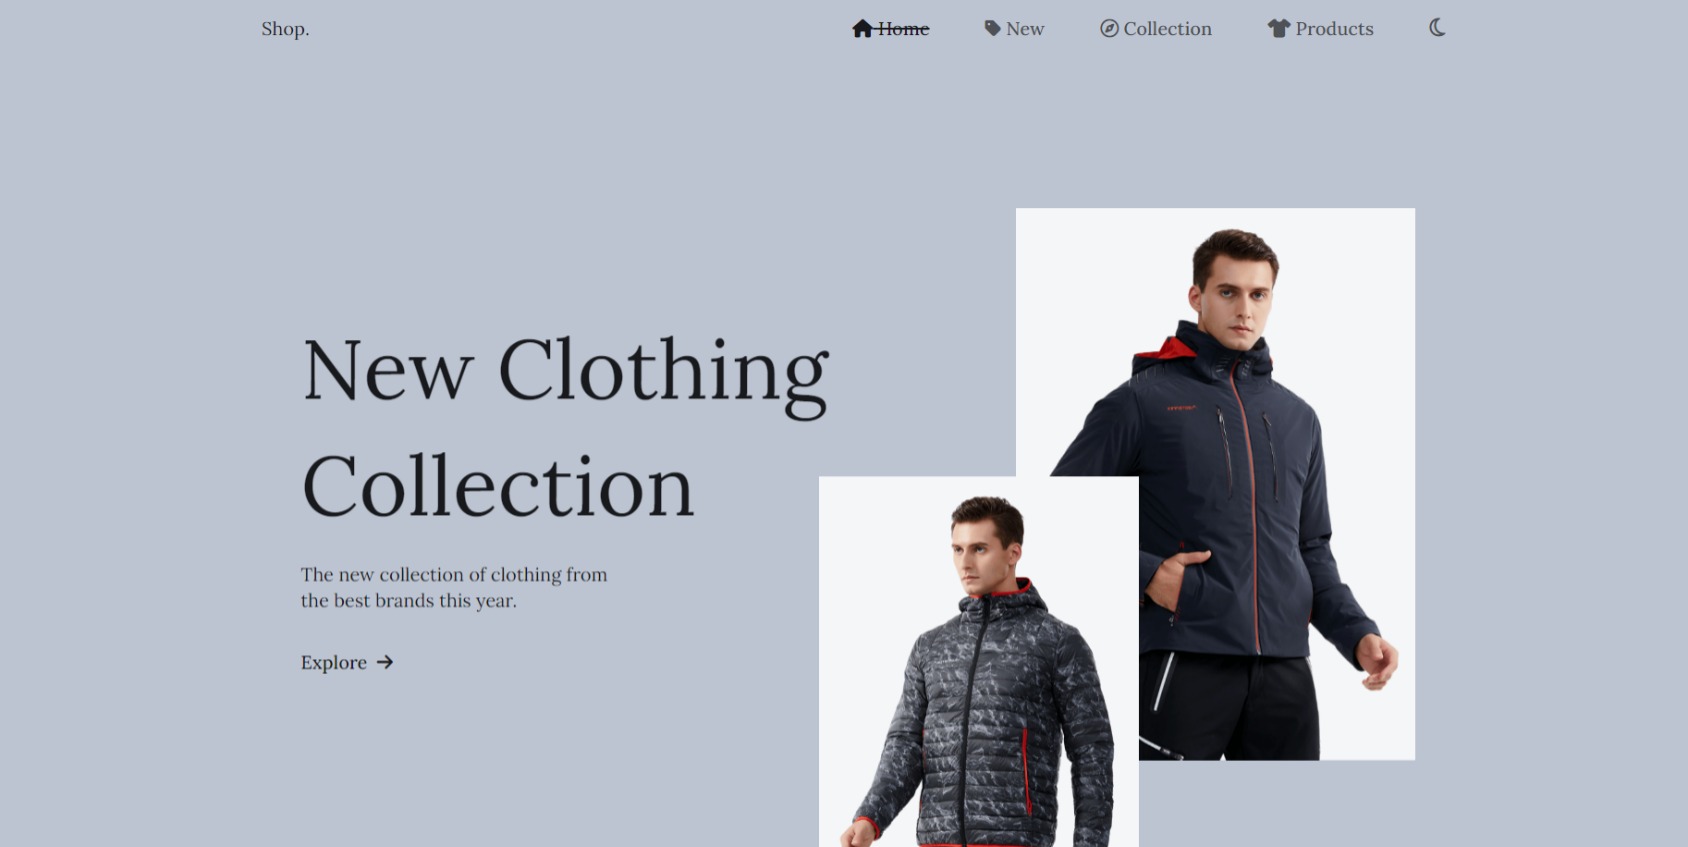 Shop.
Home
New
Collection
Products
New Clothing
Collection
The new collection of clothing from
the best brands this year.
Explore